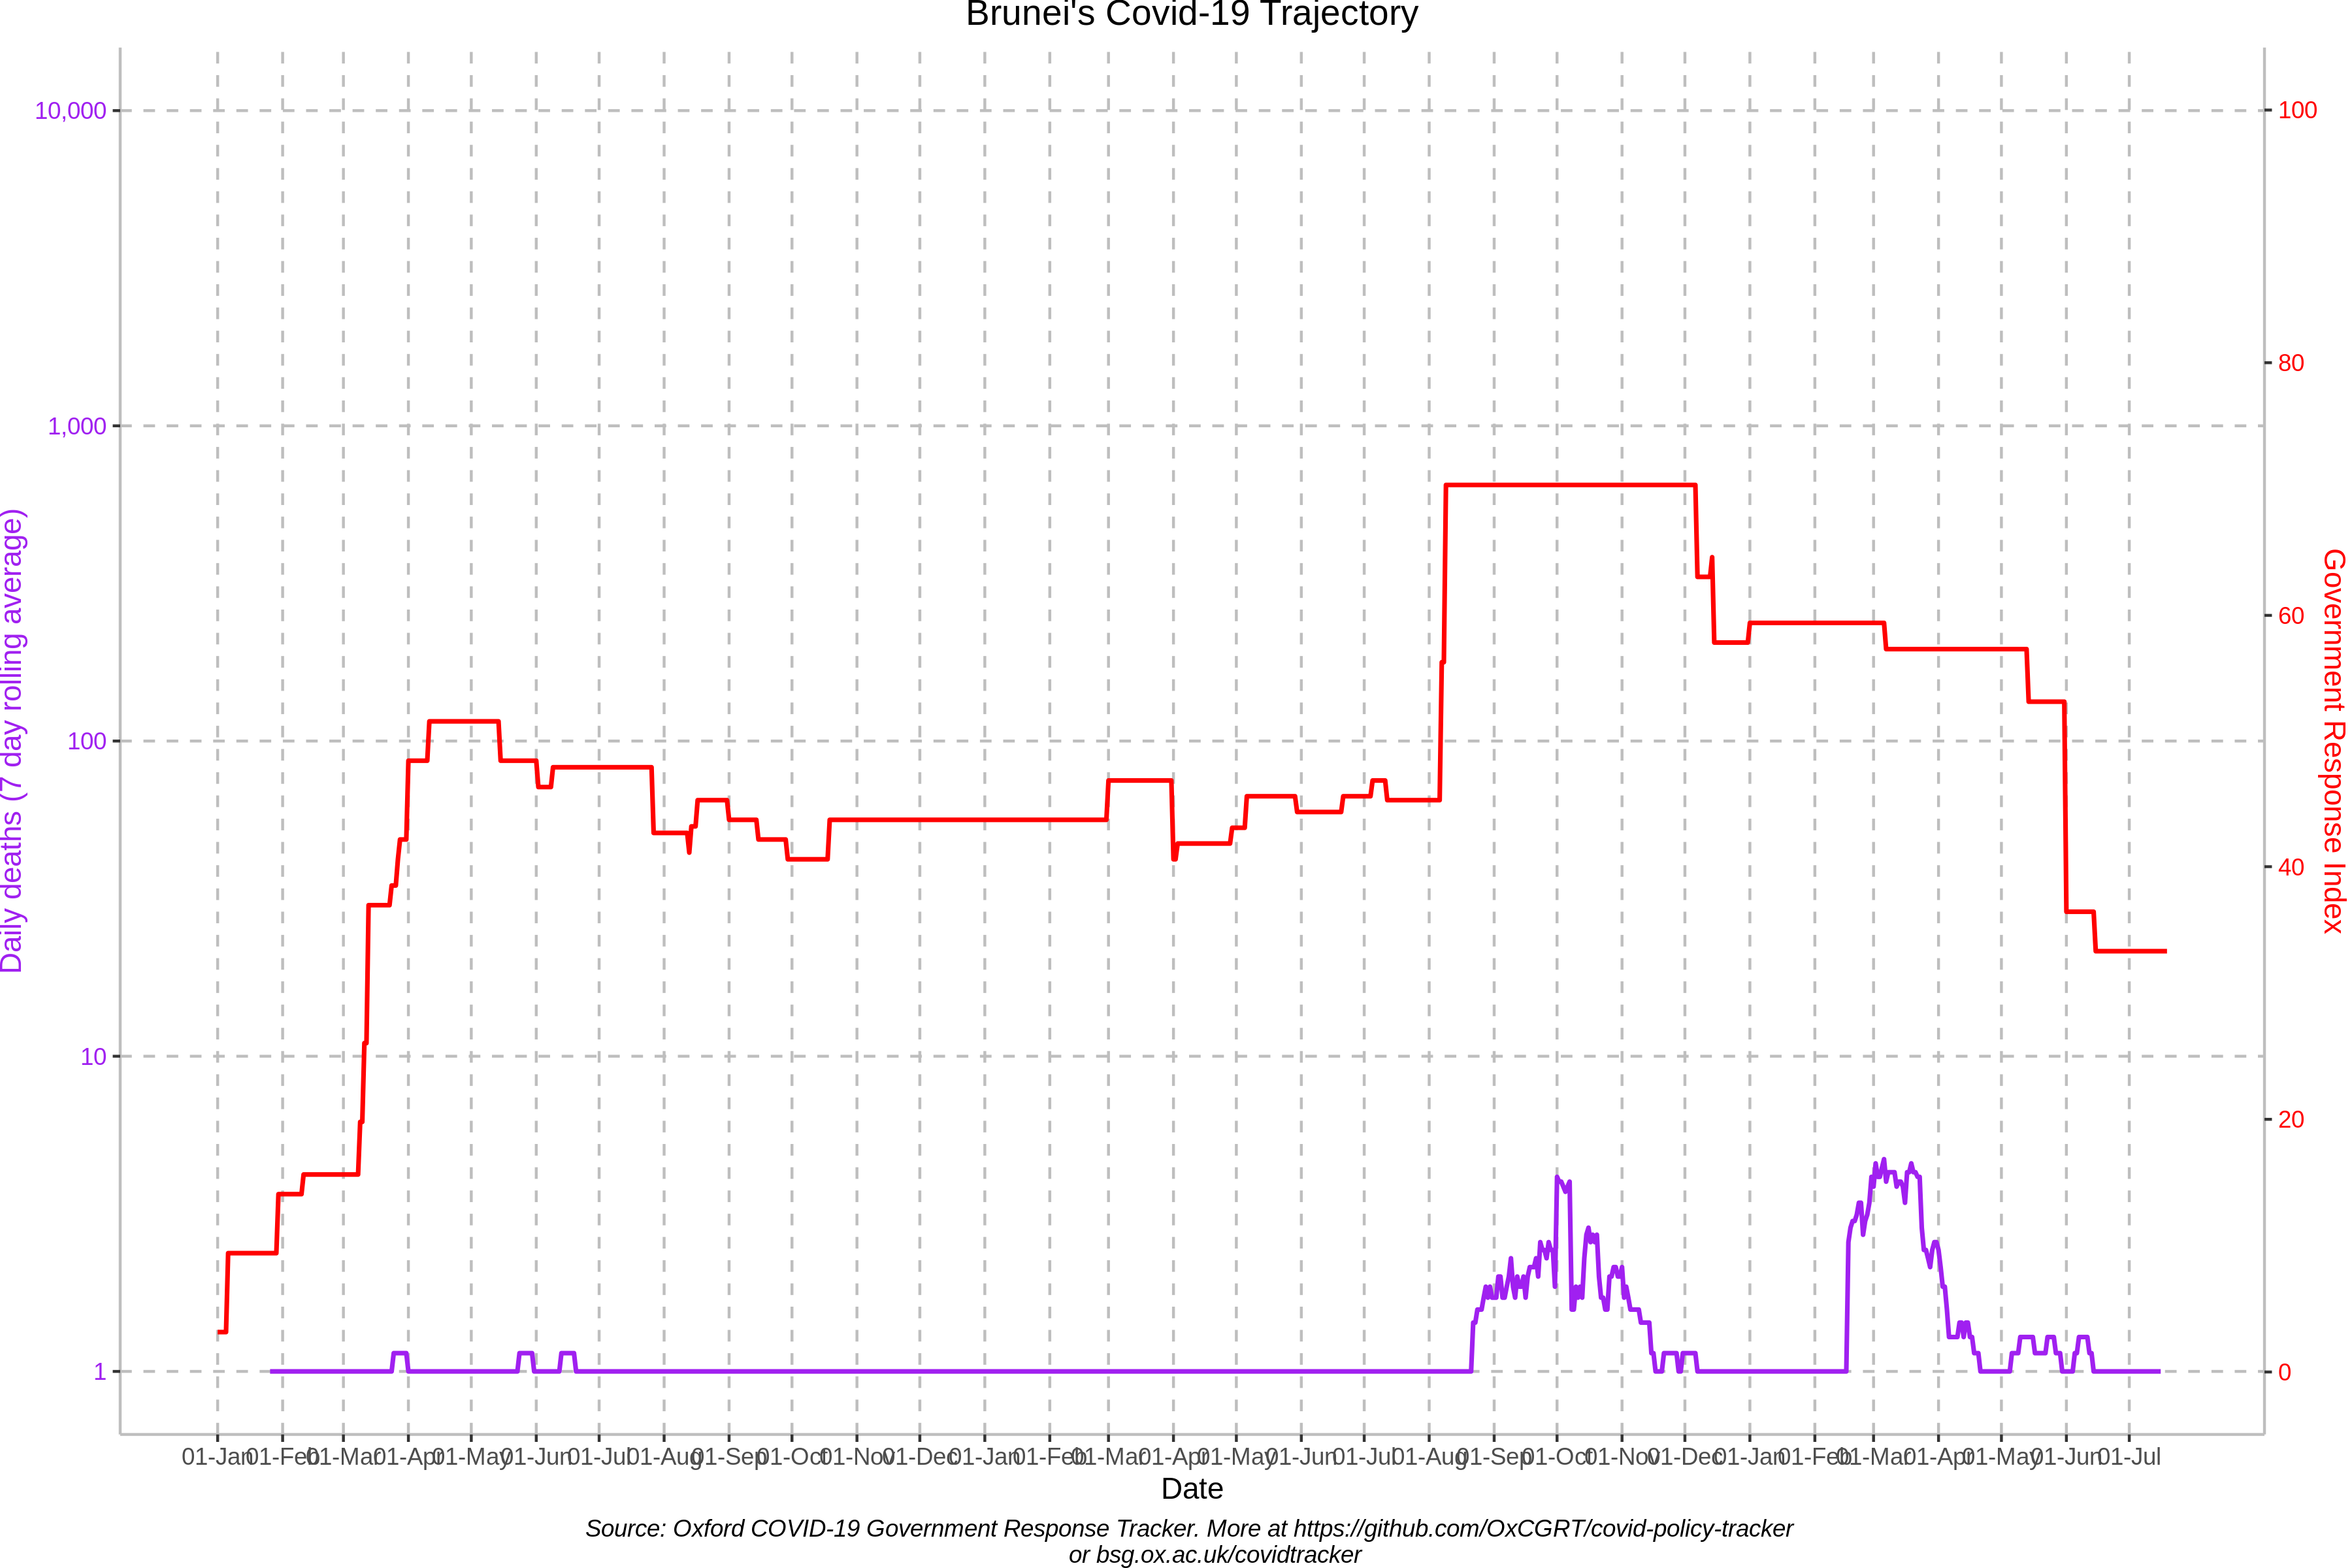 Brunei's Covid-19 Trajectory
10,000
1,000
100
10
1
Daily deaths (7 day rolling average)
100
80
60
40
20
0
Government Response Index
01-Jan 01-Feb 01-Mar 01-Apr 01-May 01-Jun 01-Jul 01-Aug 01-Sep 01-Oct 01-Nov 01-Dec 01-Jan 01-Feb 01-Mar 01-Apr 01-May 01-Jun 01-Jul 01-Aug 01-Sep 01-Oct 01-Nov 01-Dec 01-Jan 01-Feb 01-Mar 01-Apr 01-May 01-Jun 01-Jul
Date
Source: Oxford COVID-19 Government Response Tracker. More at https://github.com/OxCGRT/covid-policy-tracker
or bsg.ox.ac.uk/covidtracker